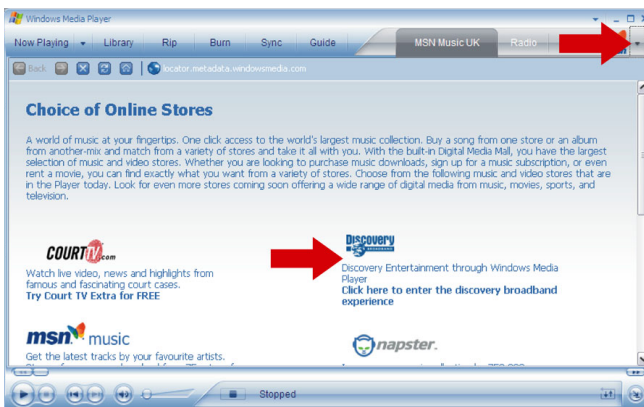 Windows Media Player
Now Playing Library Rip Burn Sync Guide MSN Music UK Radio
Back locator.metadata.windowsmedia.com
Choice of Online Stores
A world of music at your fingertips. One click access to the world's largest music collection. Buy a song from one store or an album
from another-mix and match from a variety of stores and take it all with you. With the built-in Digital Media Mall, you have the largest
selection of music and video stores. Whether you are looking to purchase music downloads, sign up for a music subscription, or even
rent a movie, you can find exactly what you want from a variety of stores. Choose from the following music and video stores that are
in the Player today. Look for even more stores coming soon offering a wide range of digital media from music, movies, sports, and
television.
COURT TV.com
Watch live video, news and highlights from
famous and fascinating court cases.
Try Court TV Extra for FREE
Discovery
Discovery Entertainment through Windows Media
Player
Click here to enter the discovery broadband
experience
msn music
Get the latest tracks by your favourite artists.
napster.
Stopped